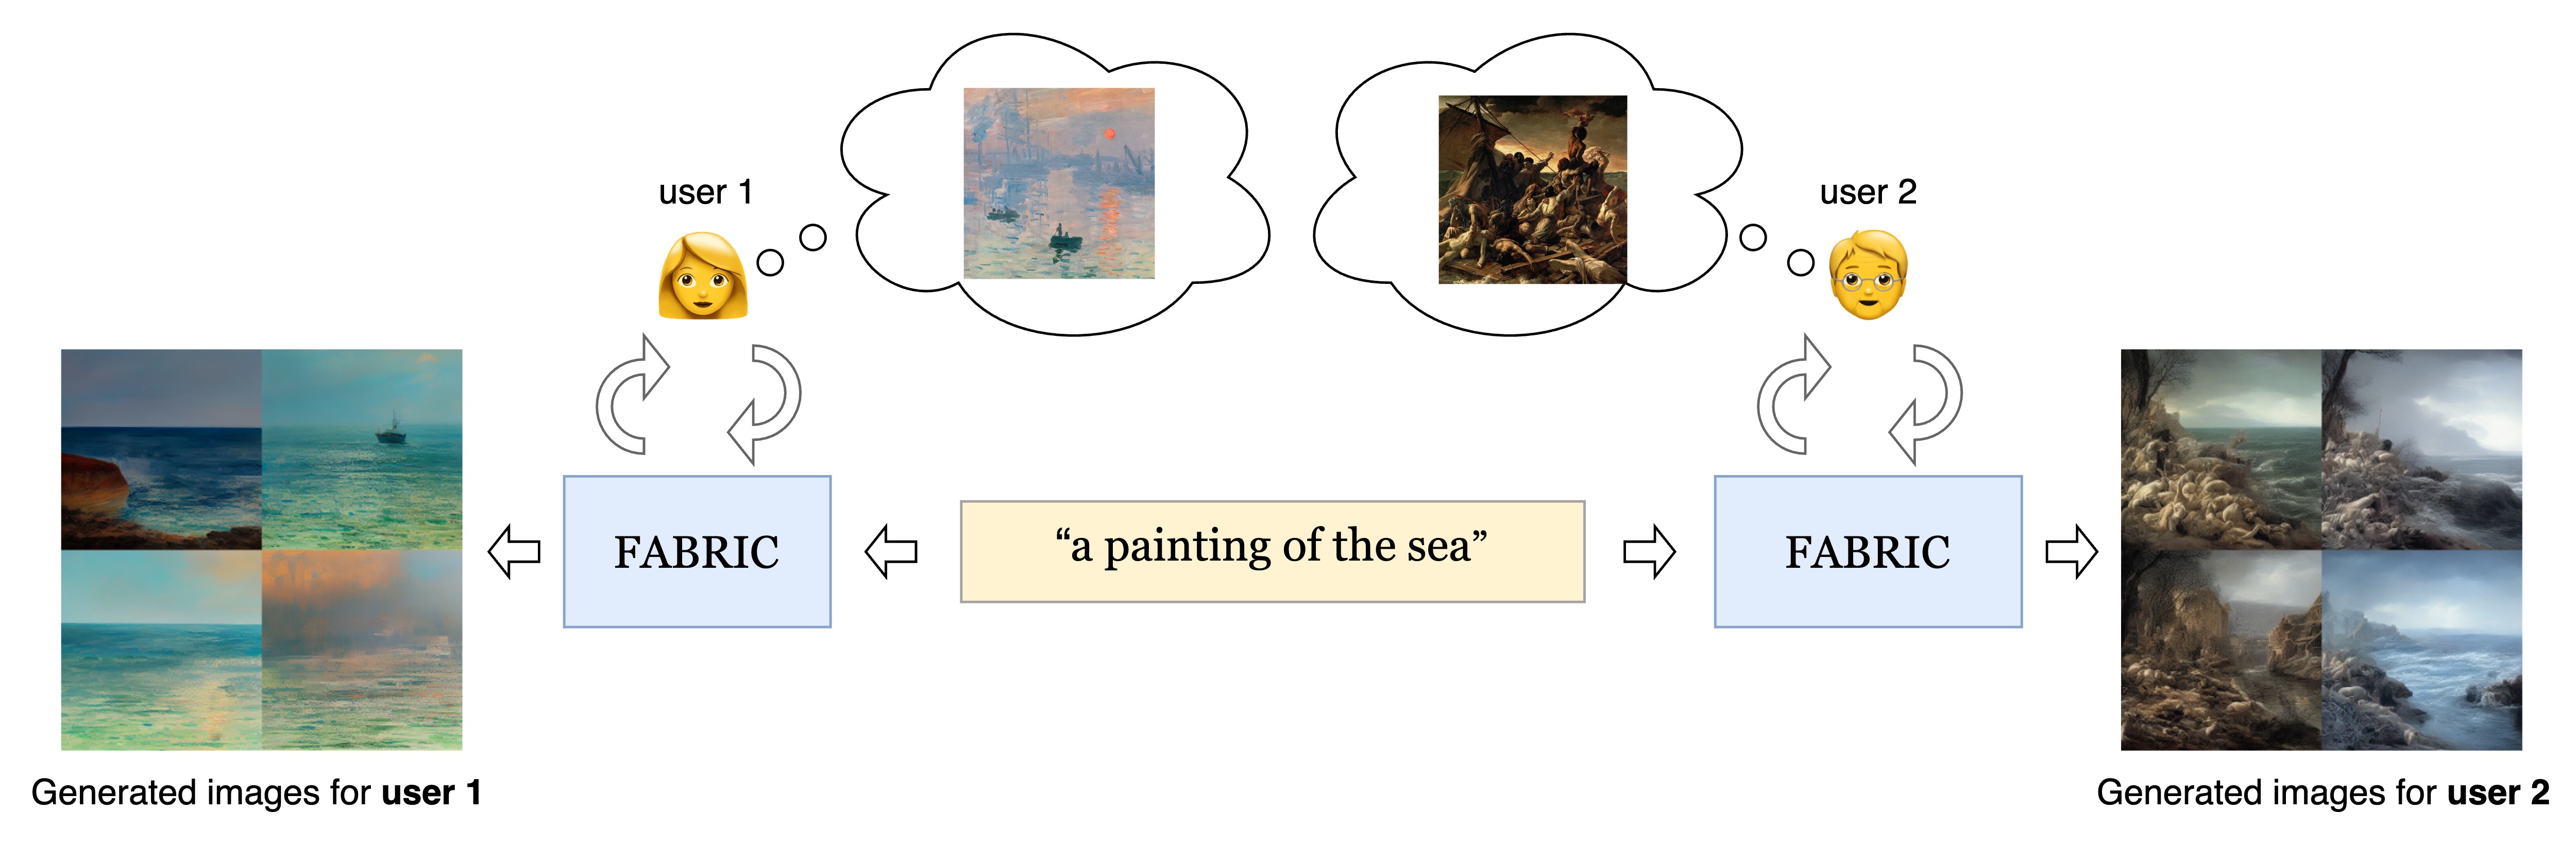 user 1
user 2
FABRIC
“a painting of the sea”
FABRIC
Generated images for user 1
Generated images for user 2